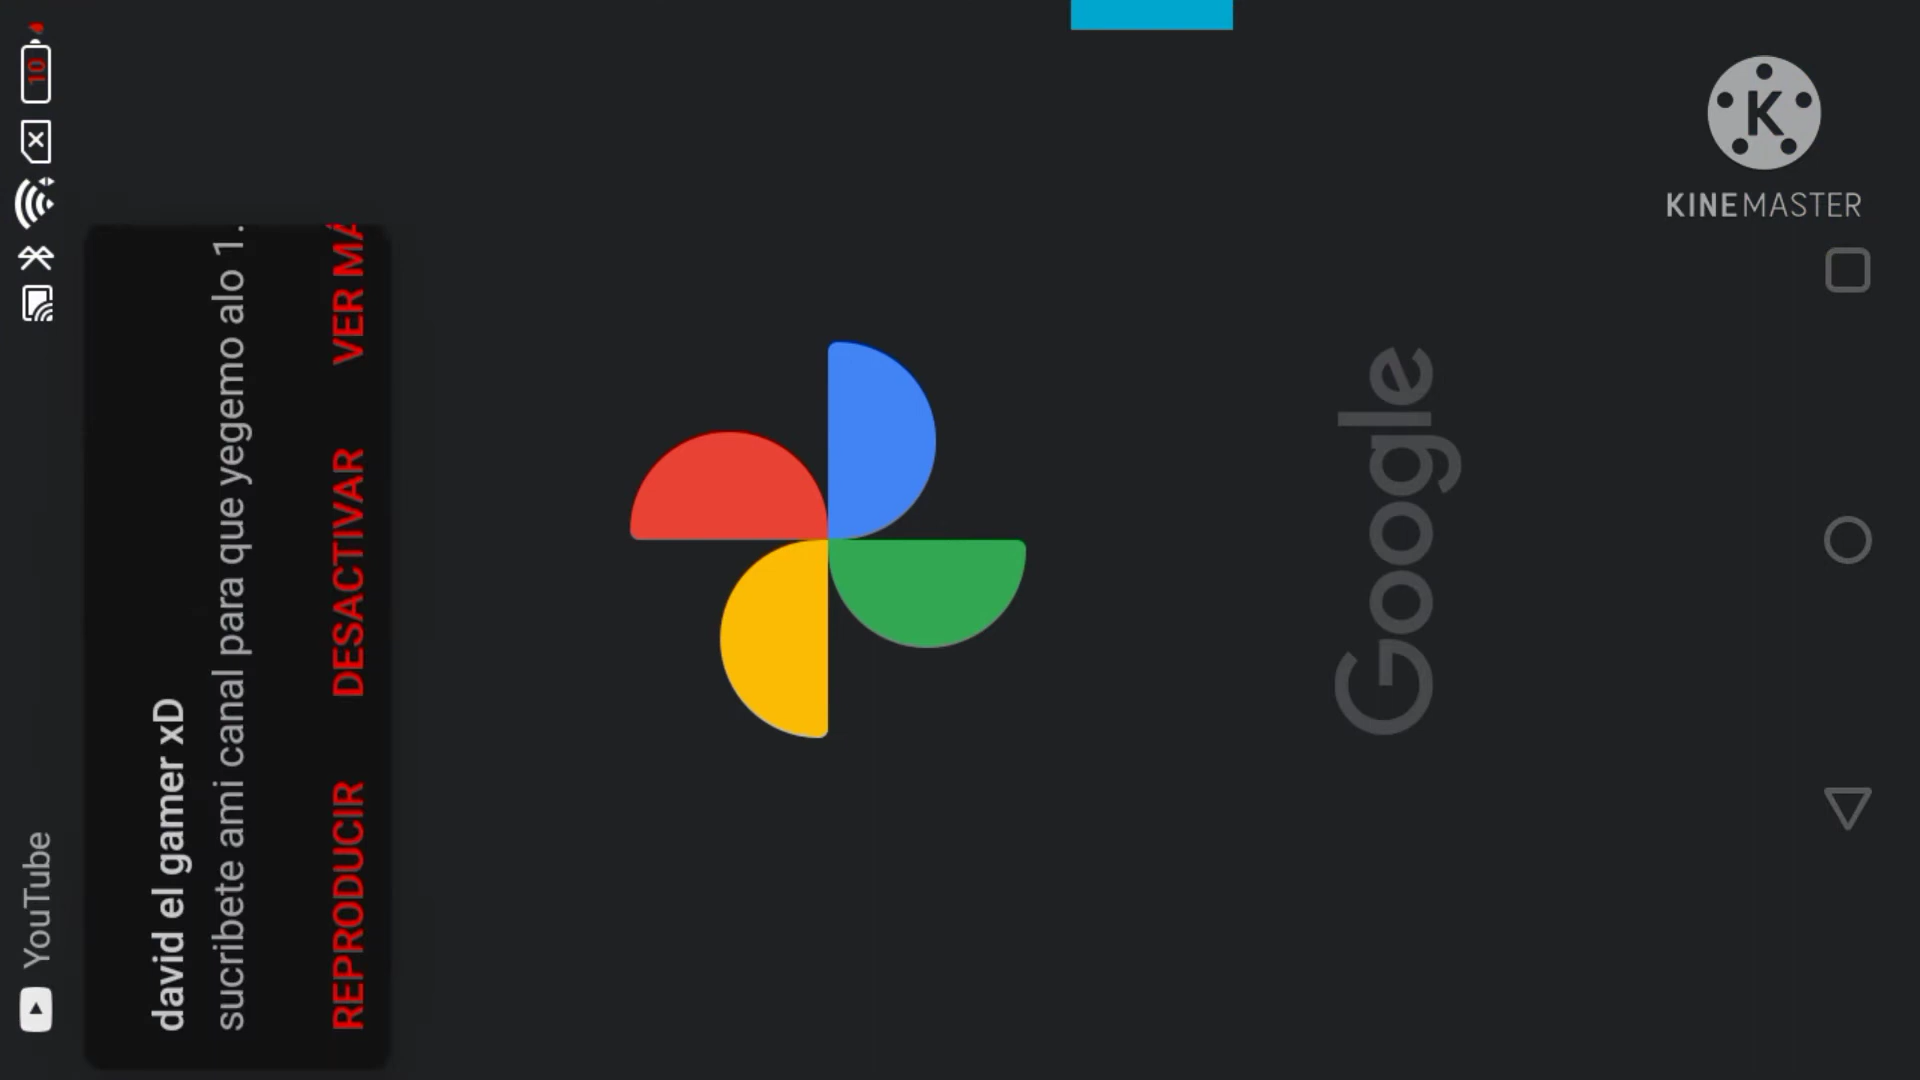 YouTube
10
david el gamer xD
sucribete ami canal para que yegemo alo 1.
REPRODUCIR DESACTIVAR VER MÁ
Google
K
KINEMASTER